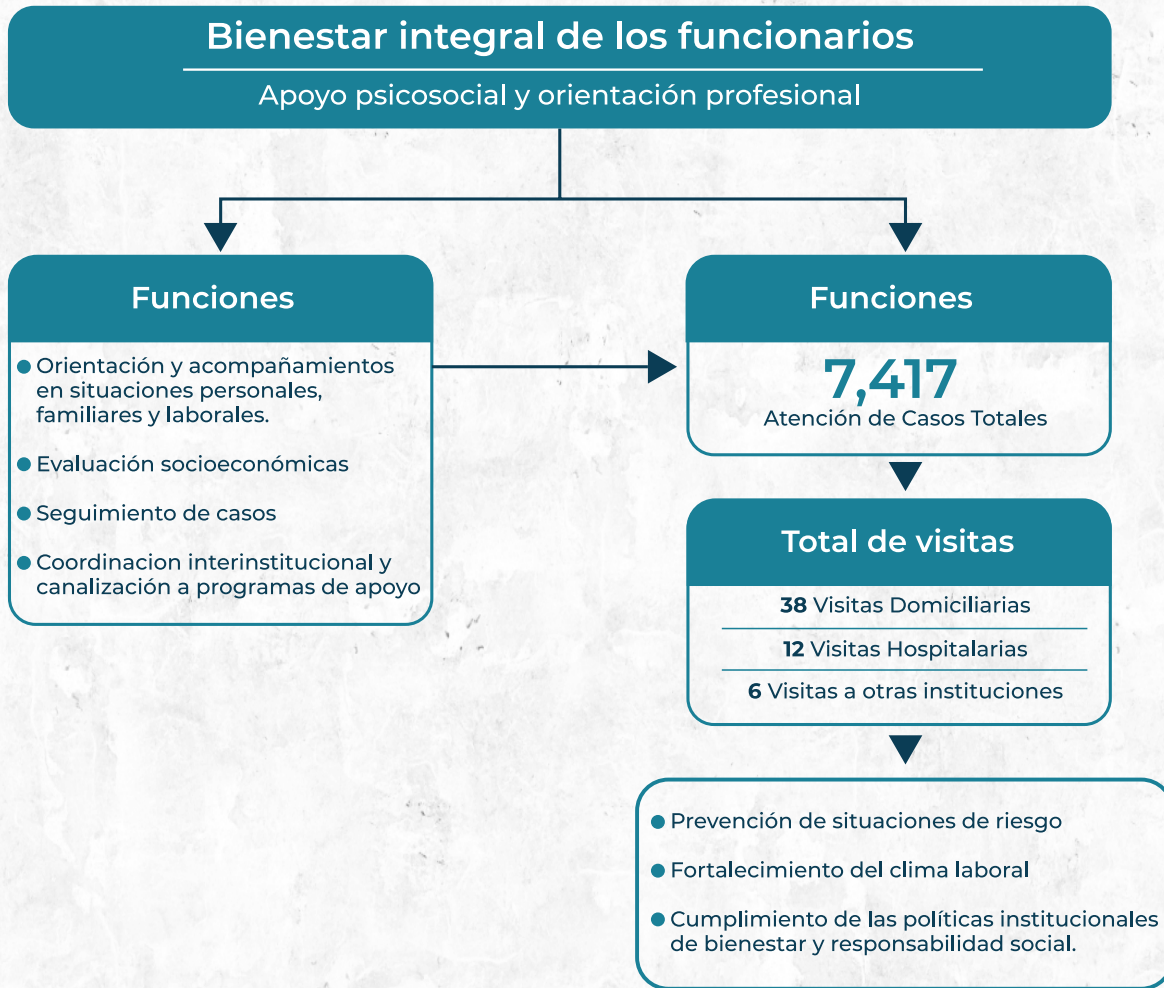 Bienestar integral de los funcionarios
Apoyo psicosocial y orientación profesional
Funciones
Orientación y acompañamientos
en situaciones personales,
familiares y laborales.
Evaluación socioeconómicas
Seguimiento de casos
Coordinacion interinstitucional y
canalización a programas de apoyo
Funciones
7,417
Atención de Casos Totales
Total de visitas
38 Visitas Domiciliarias
12 Visitas Hospitalarias
6 Visitas a otras instituciones
Prevención de situaciones de riesgo
Fortalecimiento del clima laboral
Cumplimiento de las políticas institucionales
de bienestar y responsabilidad social.